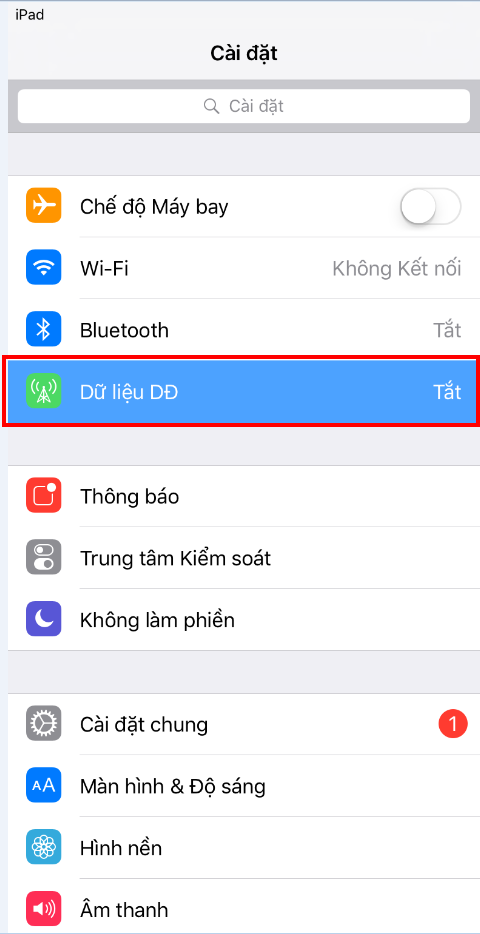 iPad
Cài đặt
Cài đặt
Chế độ Máy bay
Wi-Fi Không Kết nối
Bluetooth Tắt
Dữ liệu DĐ Tắt
Thông báo
Trung tâm Kiểm soát
Không làm phiền
Cài đặt chung 1
AA Màn hình & Độ sáng
Hình nền
Âm thanh